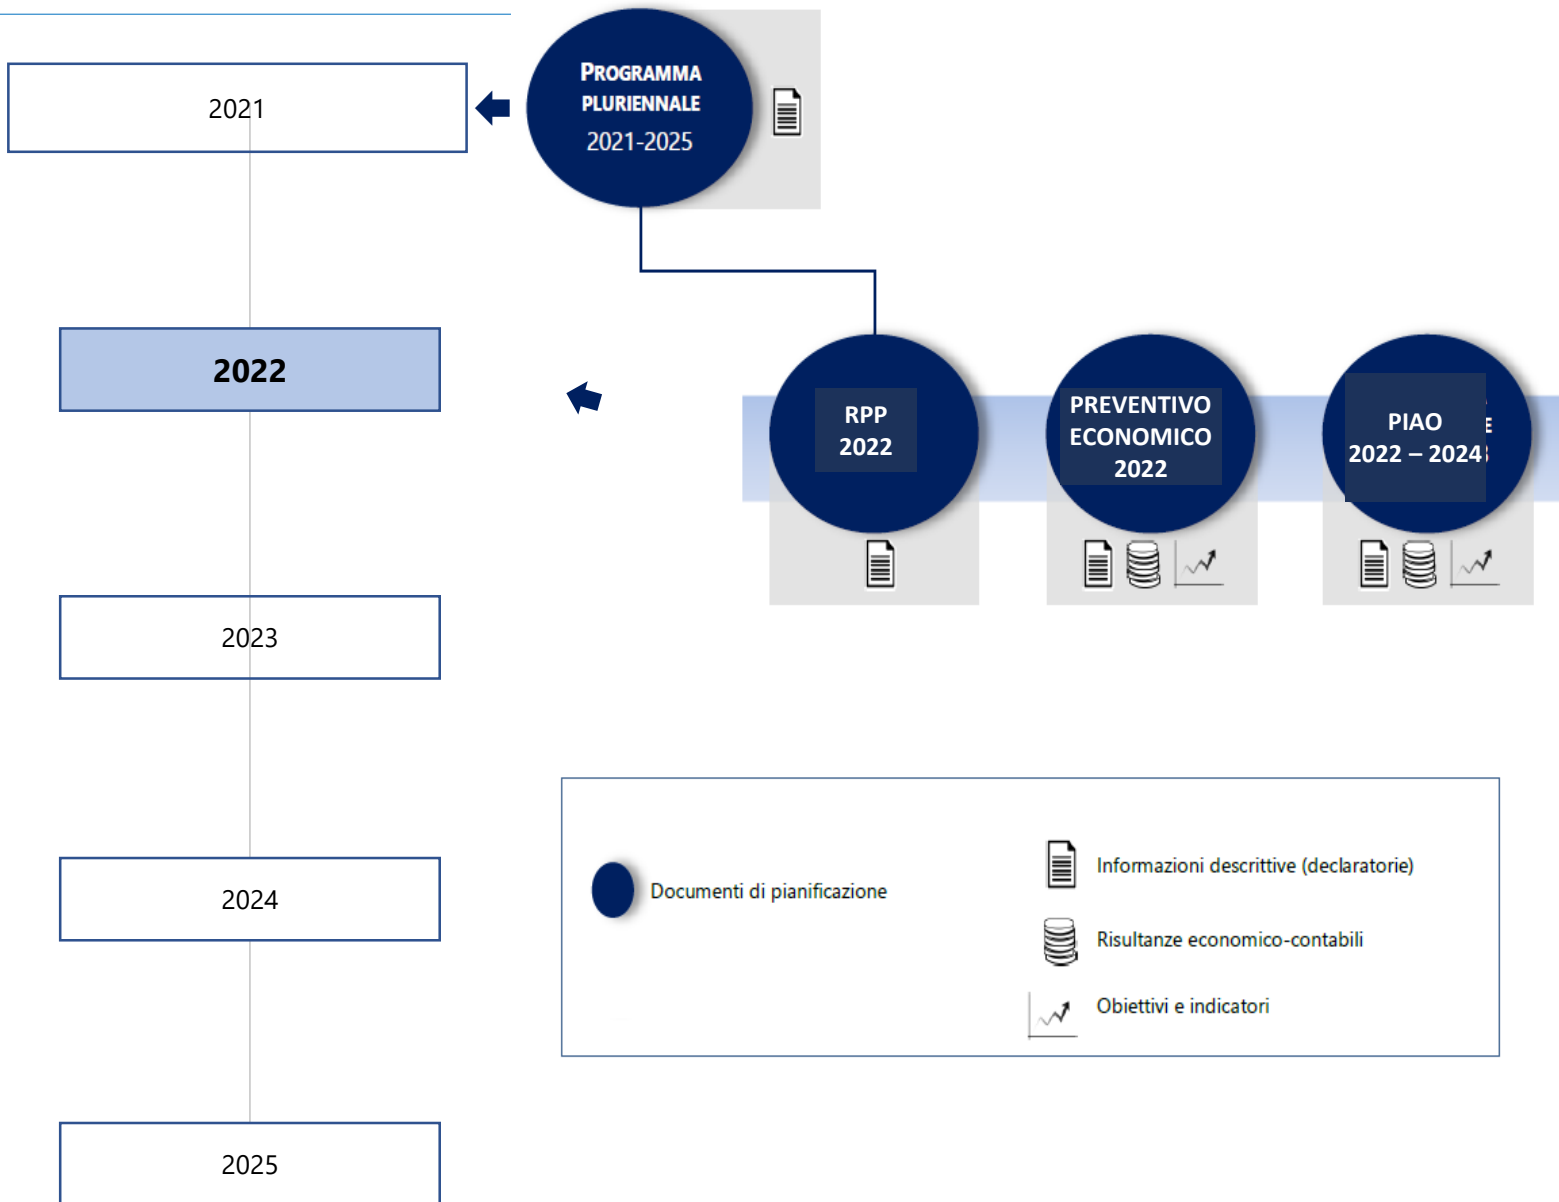 PROGRAMMA
PLURIENNALE
2021-2025
2021
2022
RPP
2022
PREVENTIVO
ECONOMICO
2022
PIAO
2022 – 2024
2023
2024
2025
Documenti di pianificazione
Informazioni descrittive (declaratorie)
Risultanze economico-contabili
Obiettivi e indicatori